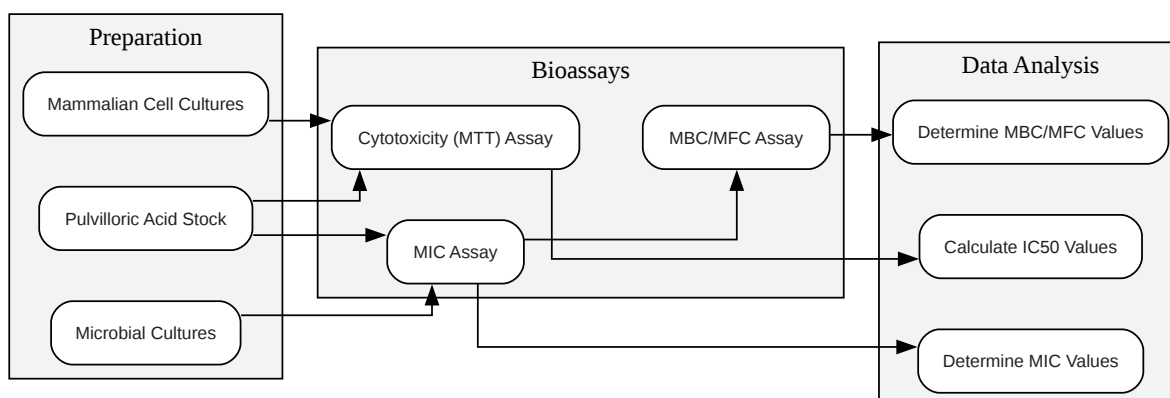 Preparation
Mammalian Cell Cultures
Pulvilloric Acid Stock
Microbial Cultures
Bioassays
Cytotoxicity (MTT) Assay
MBC/MFC Assay
MIC Assay
Data Analysis
Determine MBC/MFC Values
Calculate IC50 Values
Determine MIC Values